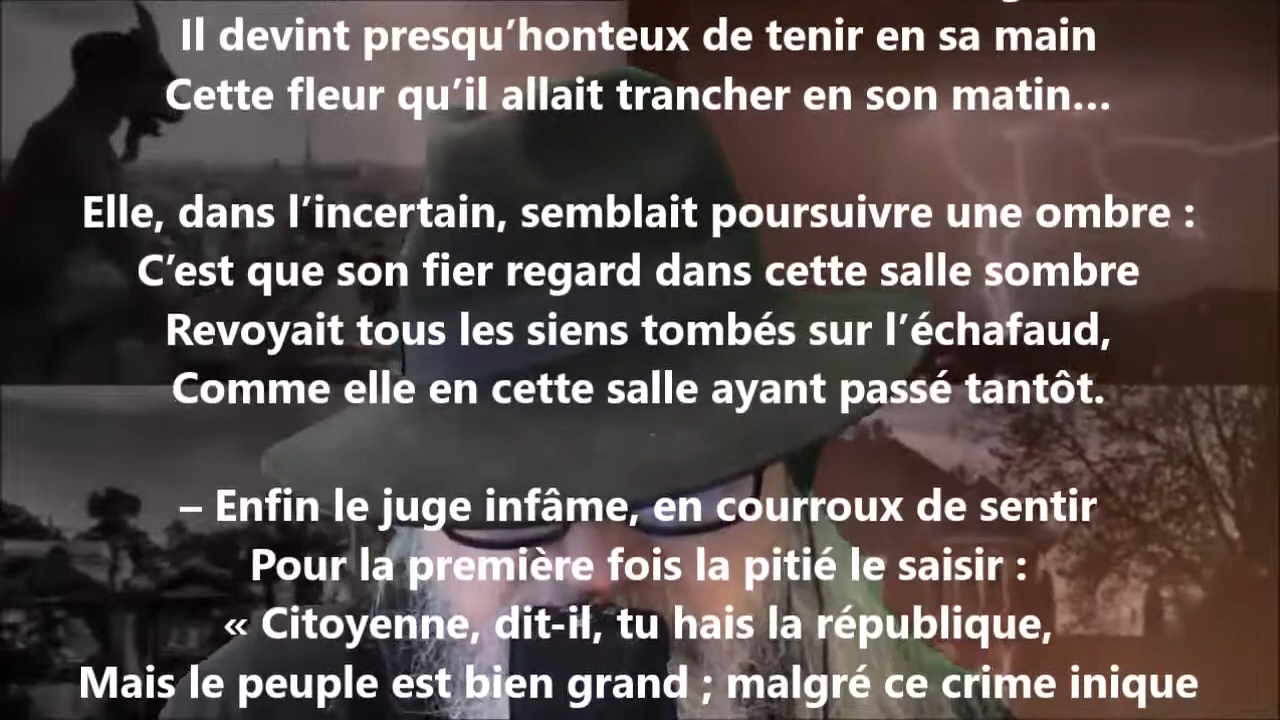 Il devint presqu’honteux de tenir en sa main
Cette fleur qu’il allait trancher en son matin…
Elle, dans l’incertain, semblait poursuivre une ombre :
C’est que son fier regard dans cette salle sombre
Revoyait tous les siens tombés sur l’échafaud,
Comme elle en cette salle ayant passé tantôt.
– Enfin le juge infâme, en courroux de sentir
Pour la première fois la pitié le saisir :
« Citoyenne, dit-il, tu hais la république,
Mais le peuple est bien grand ; malgré ce crime inique